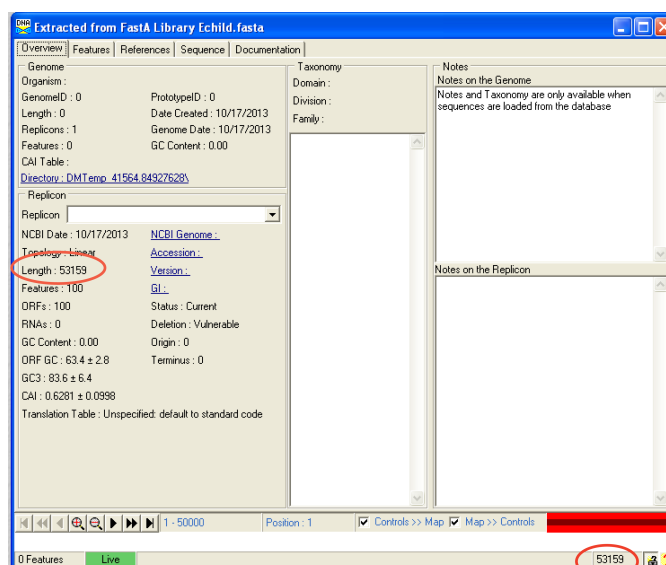 Extracted from FastA Library Echild.fasta
Overview Features References Sequence Documentation
Genome
Organism :
GenomeID : 0 PrototypeID : 0
Length : 0 Date Created : 10/17/2013
Replicons : 1 Genome Date : 10/17/2013
Features : 0 GC Content : 0.00
CAI Table :
Directory : DMTemp_41564.84927628\
Replicon
Replicon
NCBI Date : 10/17/2013 NCBI Genome :
Topology : Linear Accession :
Length : 53159 Version :
Features : 100 GI :
ORFs : 100 Status : Current
RNAs : 0 Deletion : Vulnerable
GC Content : 0.00 Origin : 0
ORF GC : 63.4 ± 2.8 Terminus : 0
GC3 : 83.6 ± 6.4
CAI : 0.6281 ± 0.0998
Translation Table : Unspecified: default to standard code
Taxonomy
Domain :
Division :
Family :
Notes
Notes on the Genome
Notes and Taxonomy are only available when
sequences are loaded from the database
Notes on the Replicon
1 - 50000 Position : 1 Controls >> Map Map >> Controls
0 Features Live 53159